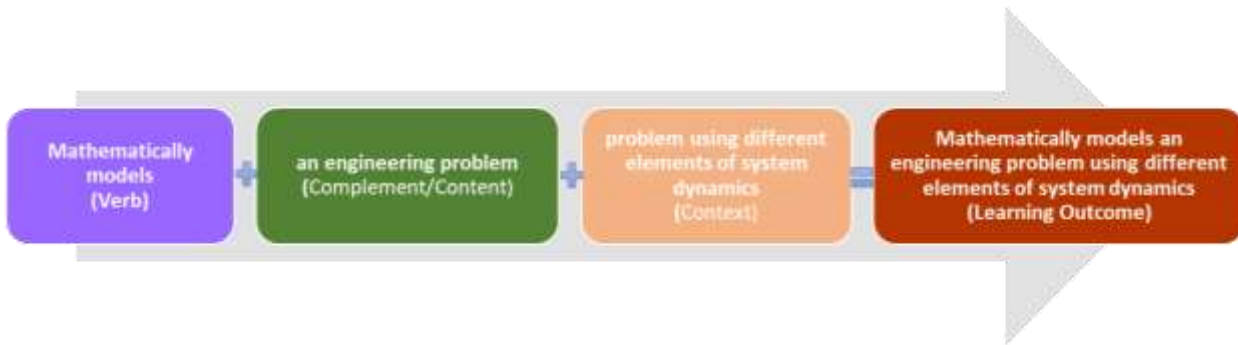 Mathematically
models
(Verb)
+
an engineering problem
(Complement/Content)
+
problem using different
elements of system
dynamics
(Context)
=
Mathematically models an
engineering problem using different
elements of system dynamics
(Learning Outcome)